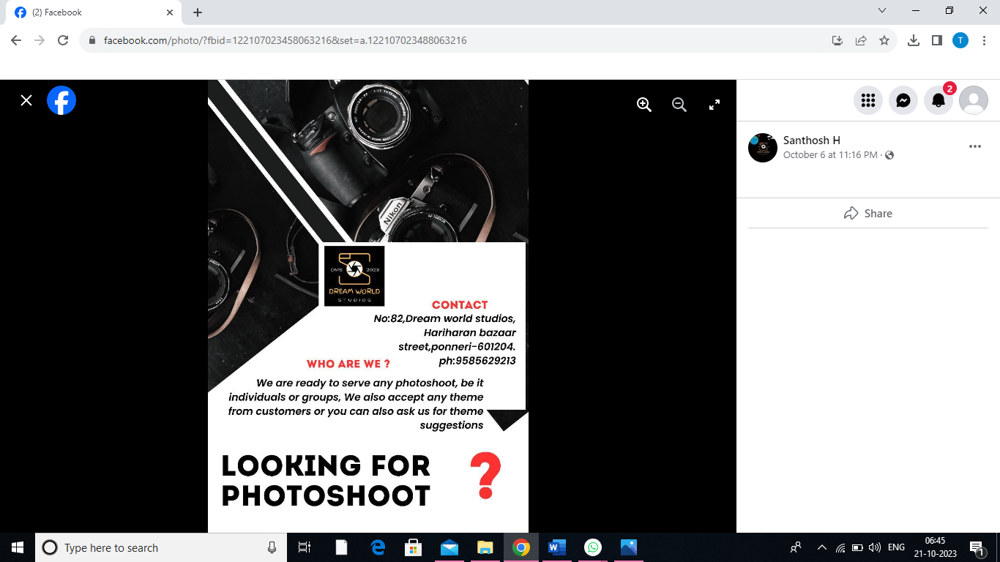 (2) Facebook
facebook.com/photo/?fbid=122107023458063216&set=a.122107023488063216
T
2
Santhosh H
October 6 at 11:16 PM
Share
Nikon
DMS 2023
DREAM WORLD
STUDIOS
CONTACT
No:82,Dream world studios,
Hariharan bazaar
street,ponneri-601204.
ph:9585629213
WHO ARE WE ?
We are ready to serve any photoshoot, be it
individuals or groups, We also accept any theme
from customers or you can also ask us for theme
suggestions
LOOKING FOR
PHOTOSHOOT
?
Type here to search
ENG
06:45
21-10-2023
1